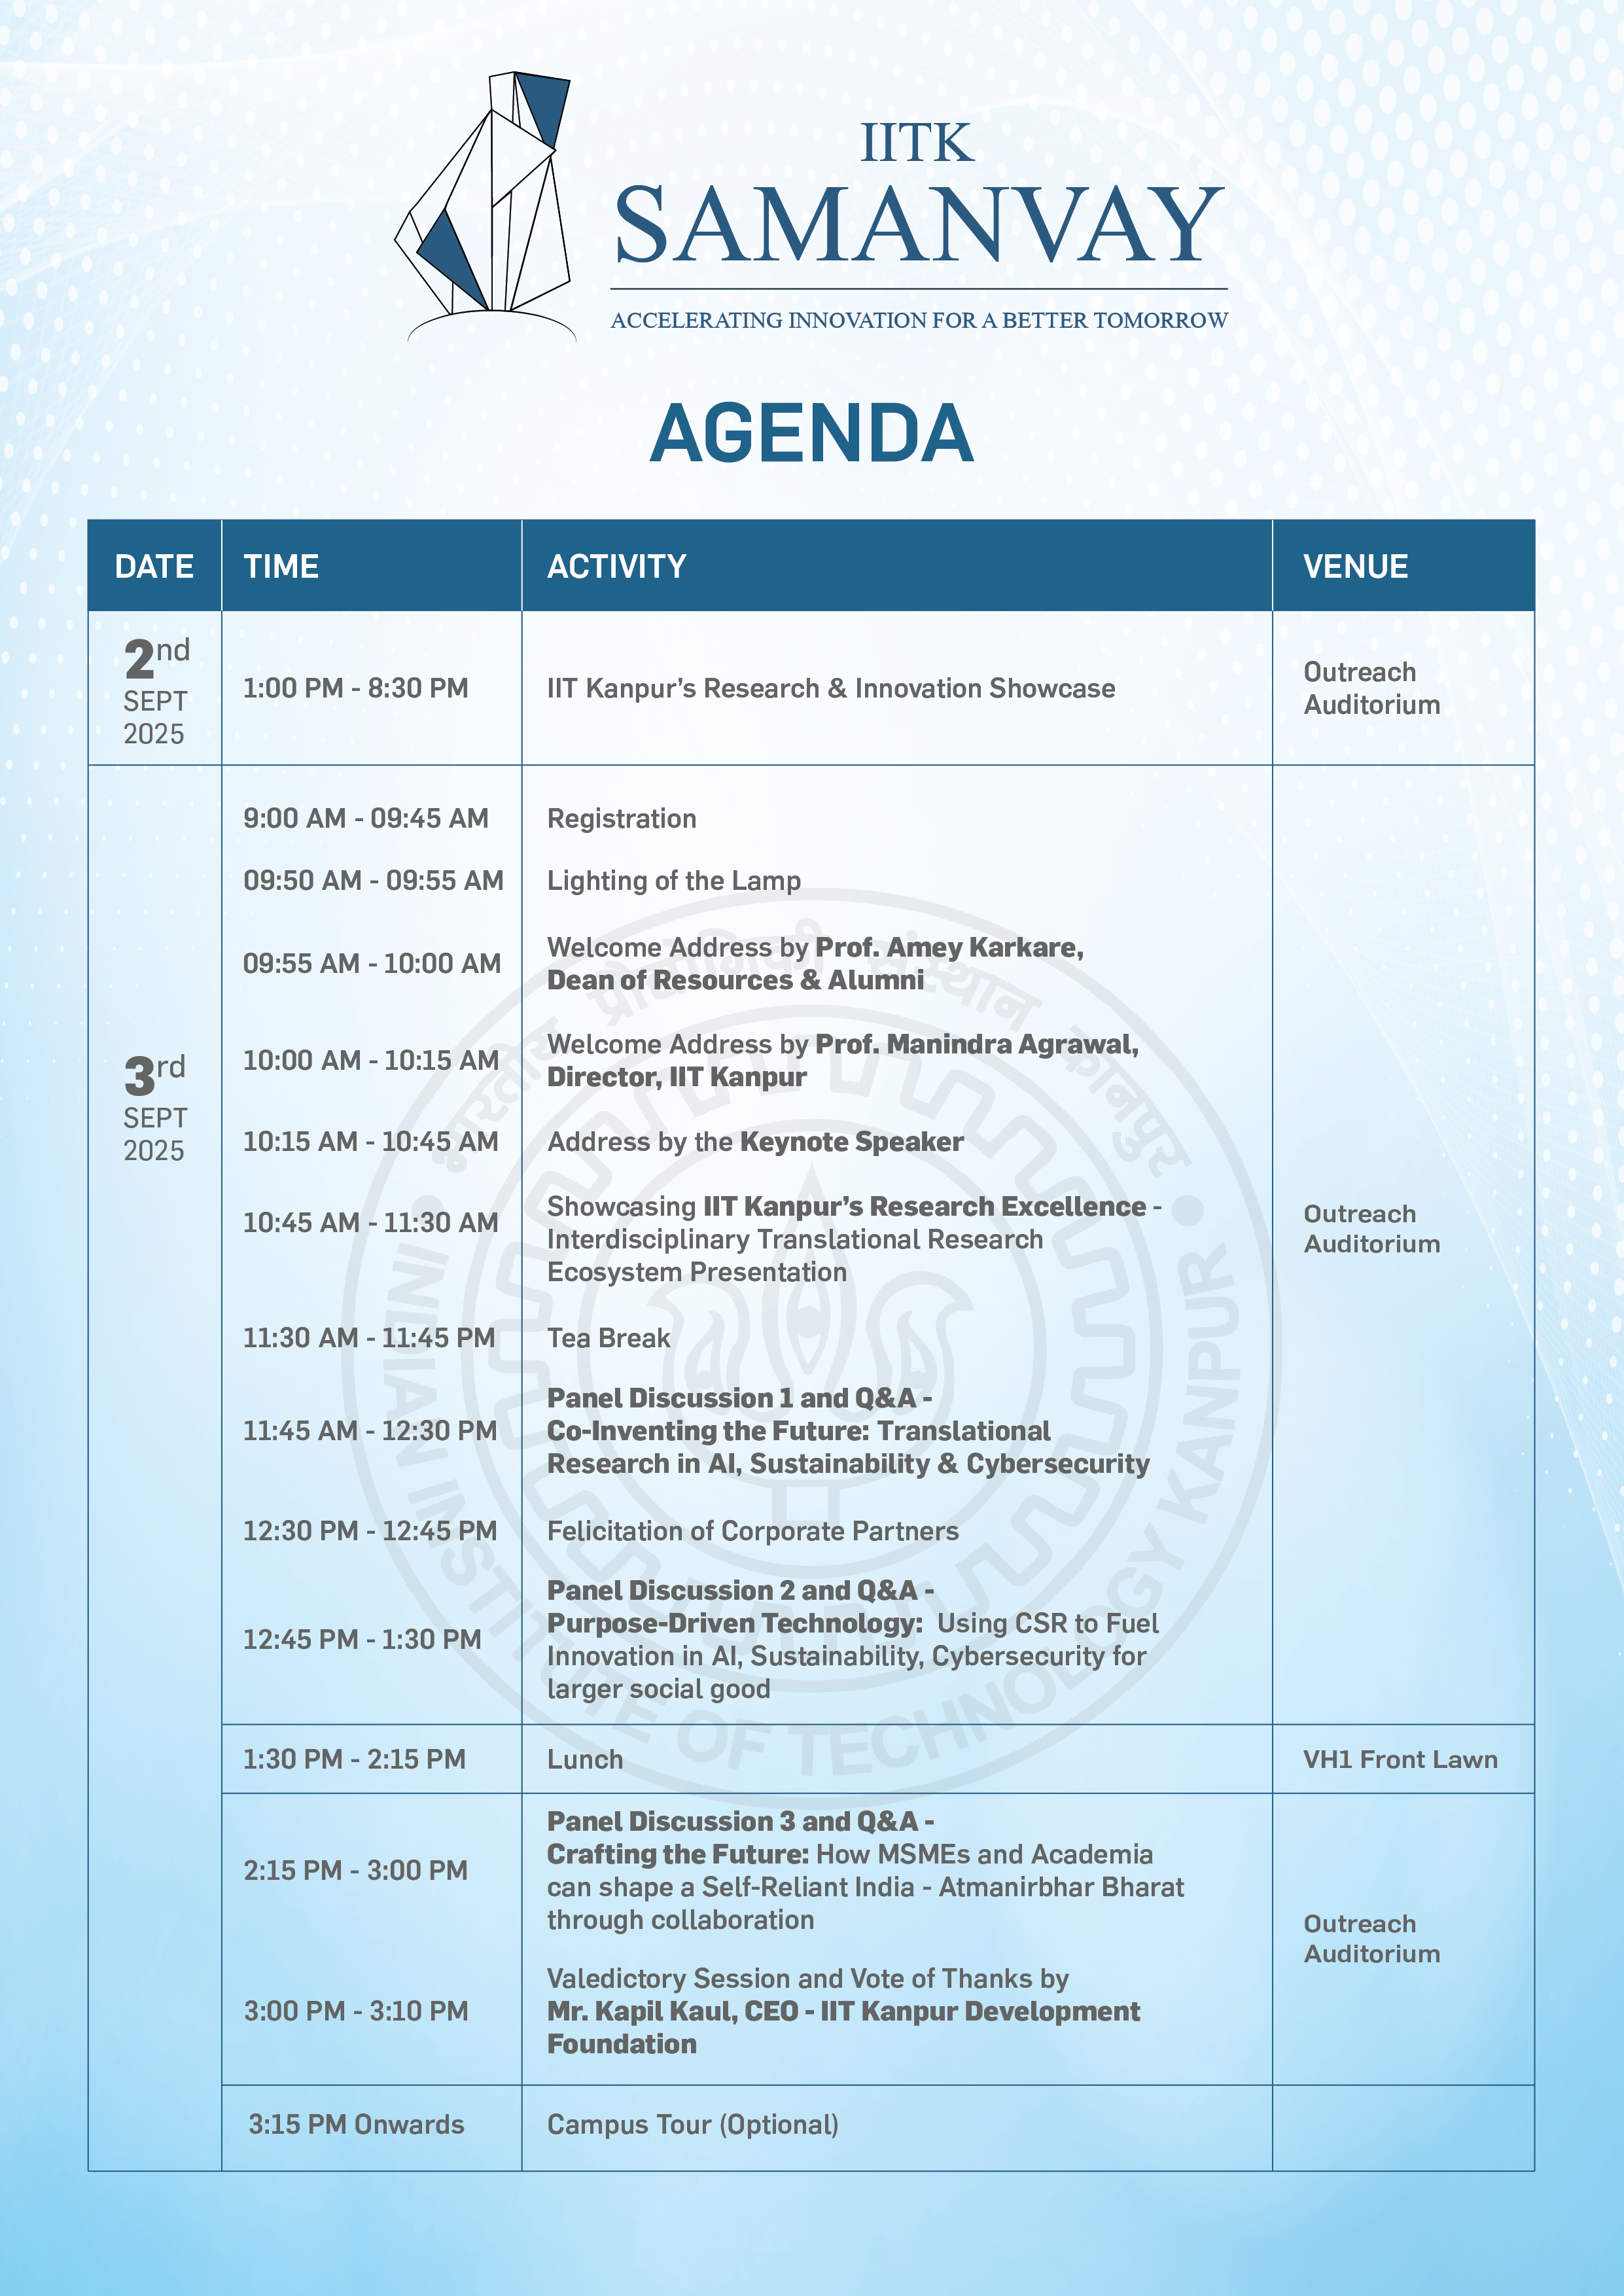 IITK
SAMANVAY
ACCELERATING INNOVATION FOR A BETTER TOMORROW
AGENDA
DATE TIME ACTIVITY VENUE
2nd
SEPT
2025
1:00 PM - 8:30 PM
IIT Kanpur's Research & Innovation Showcase
Outreach
Auditorium
3rd
SEPT
2025
9:00 AM - 09:45 AM
Registration
09:50 AM - 09:55 AM
Lighting of the Lamp
09:55 AM - 10:00 AM
Welcome Address by Prof. Amey Karkare,
Dean of Resources & Alumni
10:00 AM - 10:15 AM
Welcome Address by Prof. Manindra Agrawal,
Director, IIT Kanpur
10:15 AM - 10:45 AM
Address by the Keynote Speaker
10:45 AM - 11:30 AM
Showcasing IIT Kanpur's Research Excellence -
Interdisciplinary Translational Research
Ecosystem Presentation
11:30 AM - 11:45 PM
Tea Break
11:45 AM - 12:30 PM
Panel Discussion 1 and Q&A -
Co-Inventing the Future: Translational
Research in AI, Sustainability & Cybersecurity
12:30 PM - 12:45 PM
Felicitation of Corporate Partners
12:45 PM - 1:30 PM
Panel Discussion 2 and Q&A -
Purpose-Driven Technology: Using CSR to Fuel
Innovation in AI, Sustainability, Cybersecurity for
larger social good
Outreach
Auditorium
1:30 PM - 2:15 PM
Lunch
VH1 Front Lawn
2:15 PM - 3:00 PM
Panel Discussion 3 and Q&A -
Crafting the Future: How MSMEs and Academia
can shape a Self-Reliant India - Atmanirbhar Bharat
through collaboration
3:00 PM - 3:10 PM
Valedictory Session and Vote of Thanks by
Mr. Kapil Kaul, CEO - IIT Kanpur Development
Foundation
Outreach
Auditorium
3:15 PM Onwards
Campus Tour (Optional)
भारतीय प्रौद्योगिकी संस्थान कानपुर
INDIAN INSTITUTE OF TECHNOLOGY KANPUR